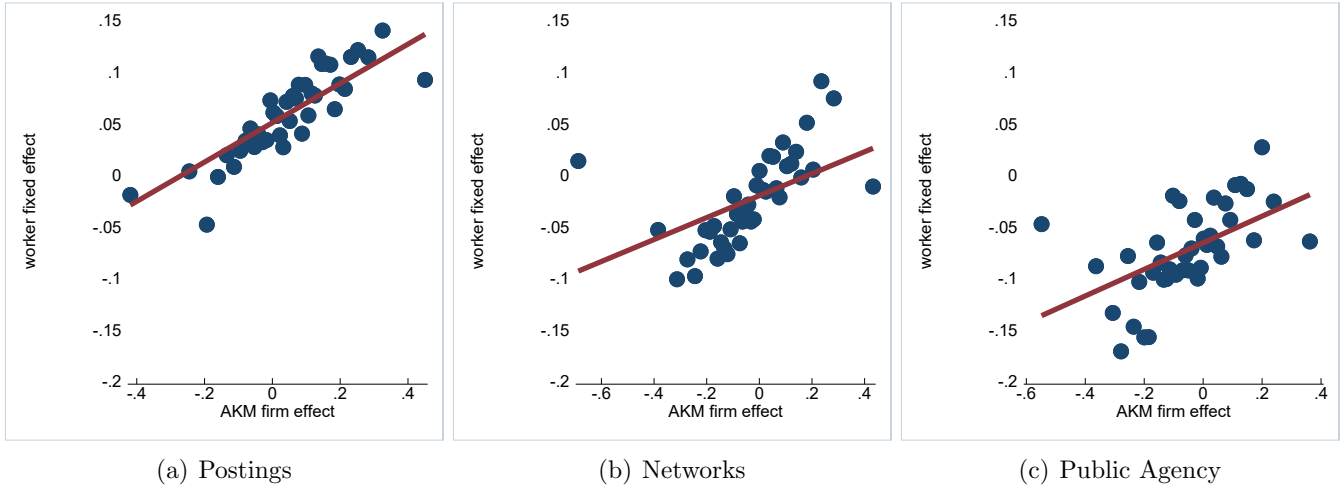 .15
.1
.05
0
-.05
-.1
-.15
-.2
worker fixed effect
-.4 -.2 0 .2 .4
AKM firm effect
(a) Postings
.15
.1
.05
0
-.05
-.1
-.15
-.2
worker fixed effect
-.6 -.4 -.2 0 .2 .4
AKM firm effect
(b) Networks
.15
.1
.05
0
-.05
-.1
-.15
-.2
worker fixed effect
-.6 -.4 -.2 0 .2 .4
AKM firm effect
(c) Public Agency